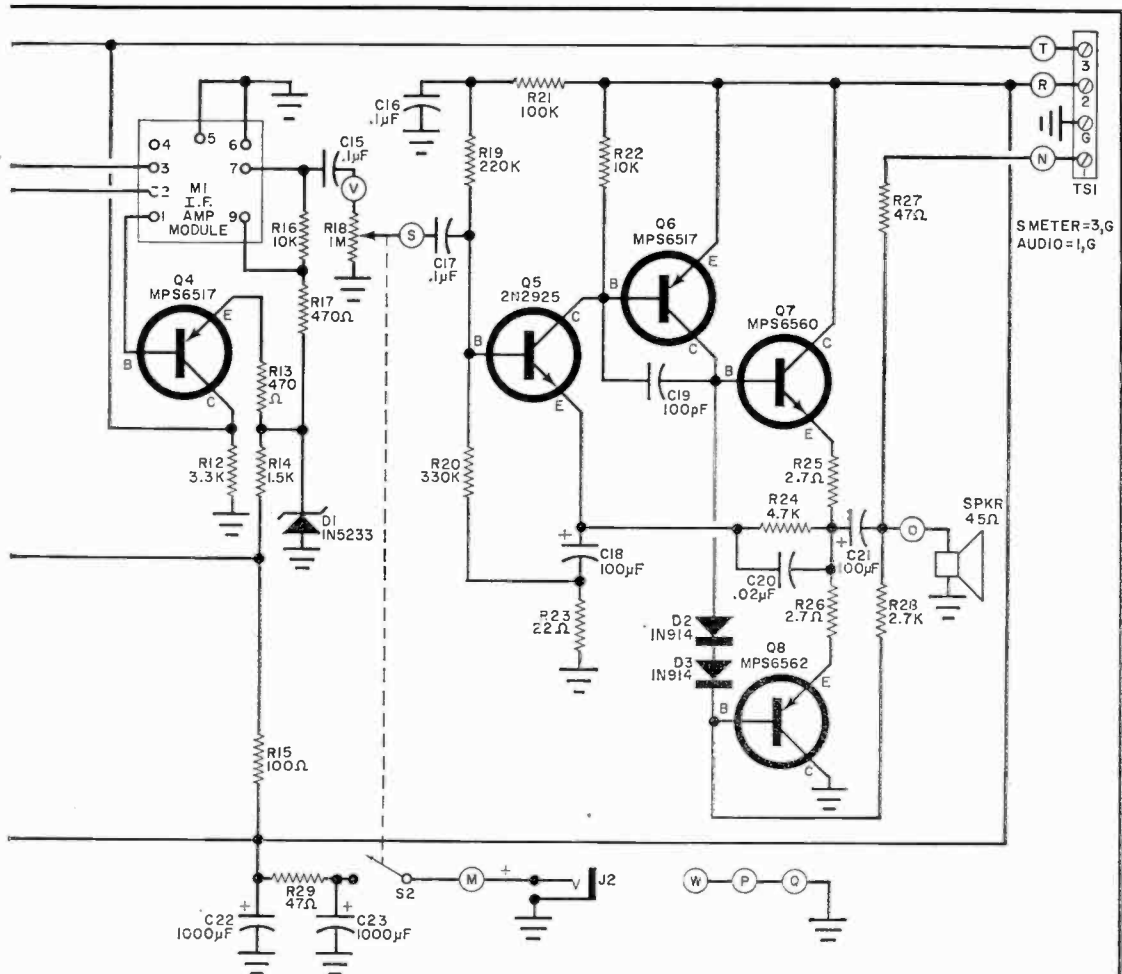 T
3
R
2
G
N
1
TS1
S METER=3,G
AUDIO=1,G
C16
.1µF
R21
100K
R19
220K
R22
10K
R27
47Ω
4
5
6
3
7
2
M1
I.F.
AMP
MODULE
1
9
C15
.1µF
V
R16
10K
R18
1M
S
C17
.1µF
R17
470Ω
Q4
MPS6517
E
B
C
R13
470
Ω
R12
3.3K
R14
1.5K
D1
IN5233
Q5
2N2925
C
B
E
Q6
MPS6517
E
B
C
C19
100pF
Q7
MPS6560
C
B
E
R20
330K
R25
2.7Ω
R24
4.7K
C18
100µF
+
C20
.02µF
+
C21
100µF
O
SPKR
45Ω
R23
22Ω
R26
2.7Ω
R28
2.7K
D2
IN914
D3
IN914
Q8
MPS6562
E
B
C
R15
100Ω
R29
47Ω
+
C22
1000µF
+
C23
1000µF
S2
M
+
J2
W
P
Q